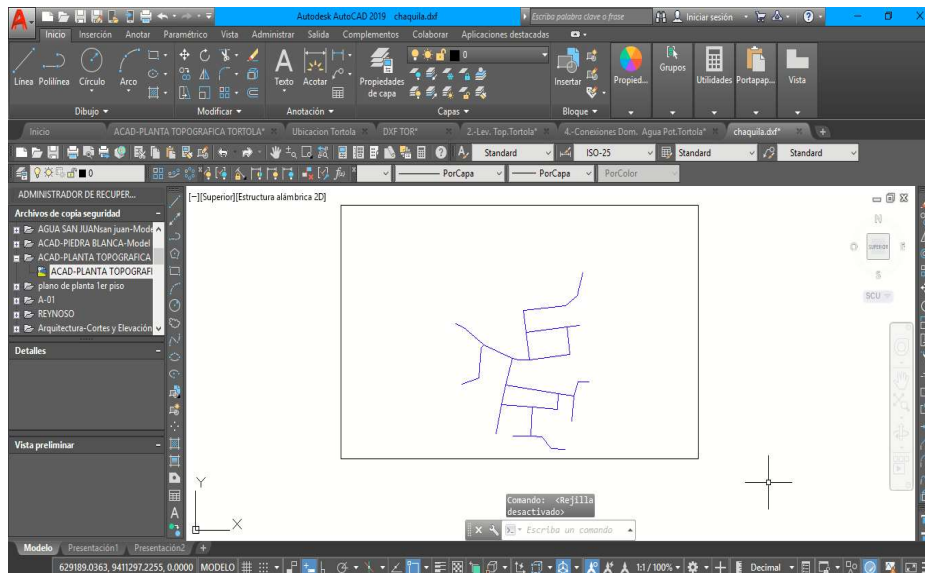 Autodesk AutoCAD 2019 chaquila.dxf
Escriba palabra clave o frase
Iniciar sesión
Inicio Inserción Anotar Paramétrico Vista Administrar Salida Complementos Colaborar Aplicaciones destacadas
0
Línea Polilínea Círculo Arco
Texto Acotar
Propiedades de capa
Insertar
Propied...
Grupos
Utilidades
Portapap...
Vista
Dibujo Modificar Anotación Capas Bloque
Inicio ACAD-PLANTA TOPOGRAFICA TORTOLA* Ubicacion Tortola DXF TOR* 2.-Lev. Top.Tortola* 4.-Conexiones Dom. Agua Pot.Tortola* chaquila.dxf*
Standard ISO-25 Standard Standard
0 PorCapa PorCapa PorColor
ADMINISTRADOR DE RECUPER...
[−][Superior][Estructura alámbrica 2D]
Archivos de copia seguridad
AGUA SAN JUANsan juan-Mode
ACAD-PIEDRA BLANCA-Model
ACAD-PLANTA TOPOGRAFICA
ACAD-PLANTA TOPOGRAFI
plano de planta 1er piso
A-01
REYNOSO
Arquitectura-Cortes y Elevación
Detalles
Vista preliminar
N
O SUPERIOR E
S
SCU
Y
X
Comando: <Rejilla
desactivado>
Escriba un comando
Modelo Presentación1 Presentación2 +
629189.0363, 9411297.2255, 0.0000 MODELO 1:1 / 100% Decimal